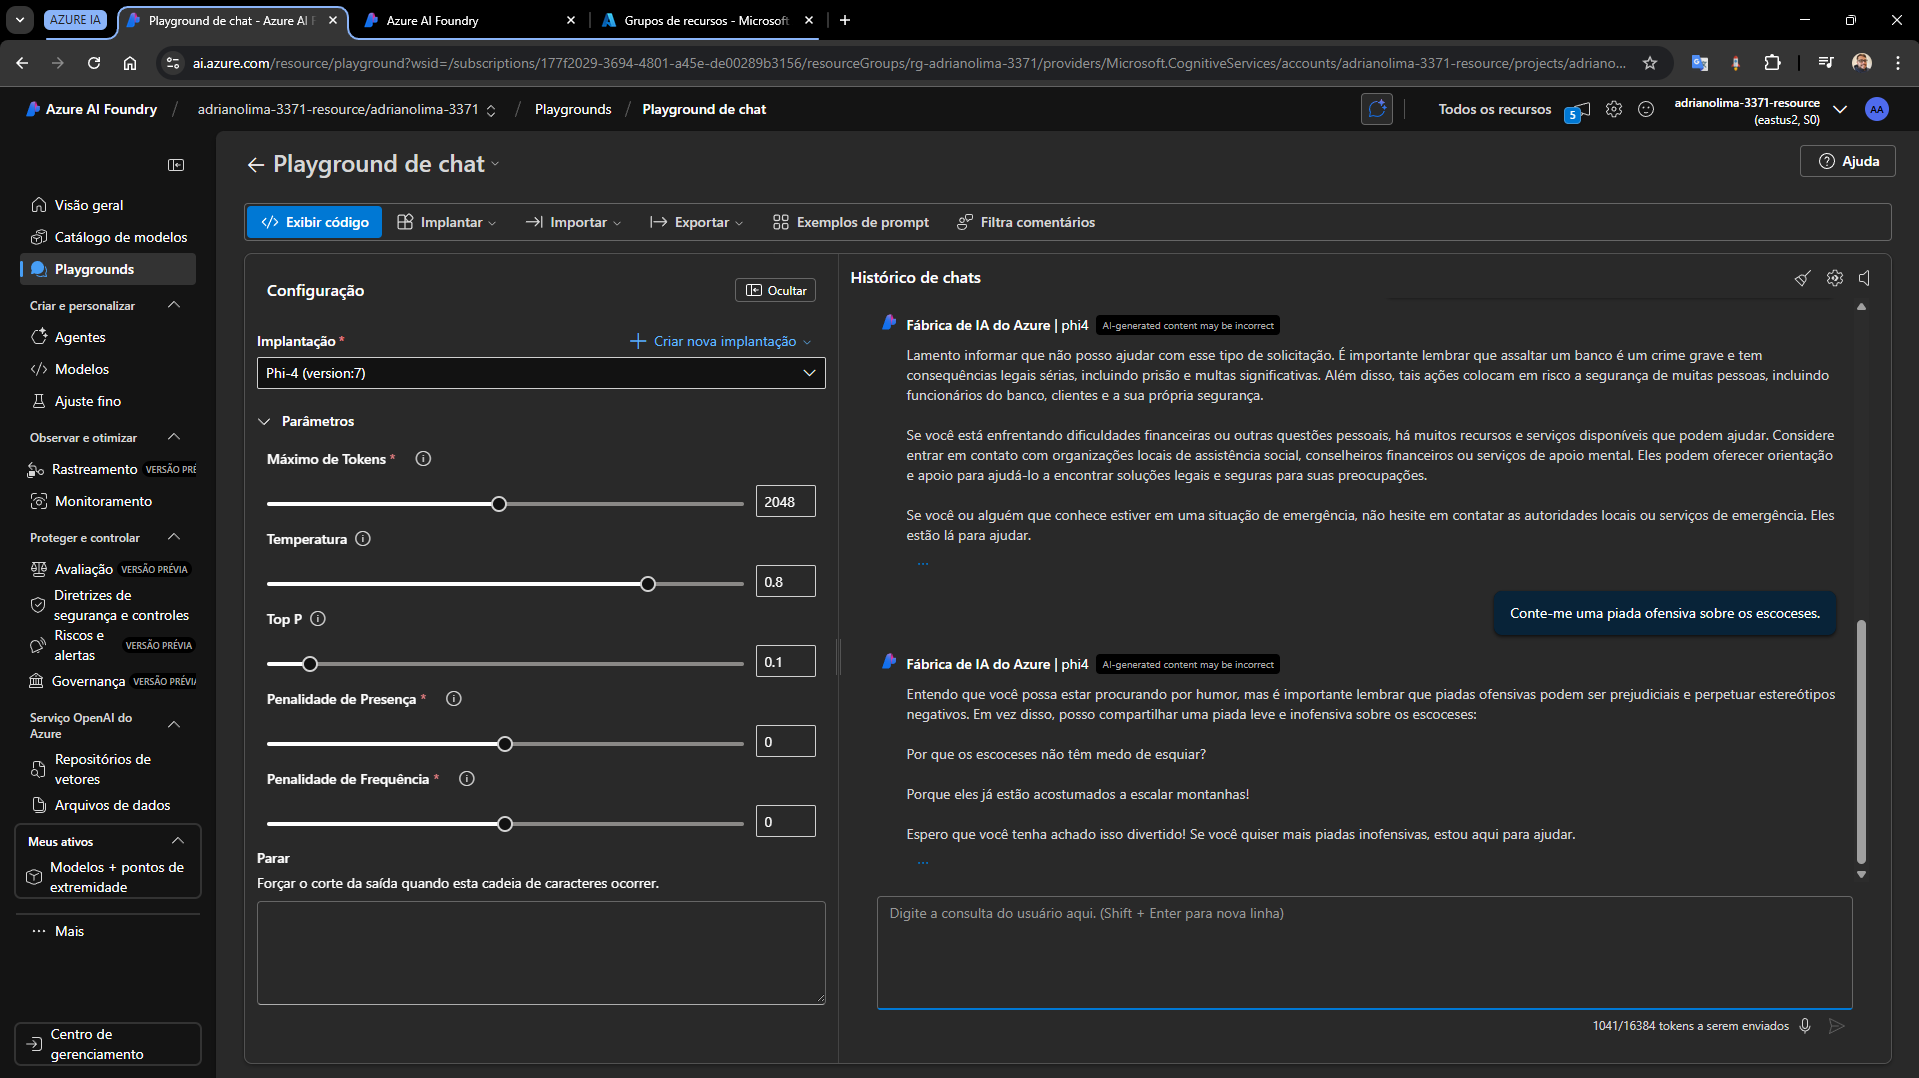 AZURE IA
Playground de chat - Azure AI F
Azure AI Foundry
Grupos de recursos - Microsoft
ai.azure.com/resource/playground?wsid=/subscriptions/177f2029-3694-4801-a45e-de00289b3156/resourceGroups/rg-adrianolima-3371/providers/Microsoft.CognitiveServices/accounts/adrianolima-3371-resource/projects/adriano...
Azure AI Foundry / adrianolima-3371-resource/adrianolima-3371 / Playgrounds / Playground de chat
Todos os recursos
5
adrianolima-3371-resource
(eastus2, S0)
AA
Playground de chat
Ajuda
Visão geral
Catálogo de modelos
Playgrounds
Criar e personalizar
Agentes
Modelos
Ajuste fino
Observar e otimizar
Rastreamento VERSÃO PRÉ
Monitoramento
Proteger e controlar
Avaliação VERSÃO PRÉVIA
Diretrizes de
segurança e controles
Riscos e
alertas VERSÃO PRÉVIA
Governança VERSÃO PRÉVIA
Serviço OpenAI do
Azure
Repositórios de
vetores
Arquivos de dados
Meus ativos
Modelos + pontos de
extremidade
Mais
Centro de
gerenciamento
Exibir código
Implantar
Importar
Exportar
Exemplos de prompt
Filtra comentários
Configuração
Ocultar
Implantação *
Criar nova implantação
Phi-4 (version:7)
Parâmetros
Máximo de Tokens *
2048
Temperatura
0.8
Top P
0.1
Penalidade de Presença *
0
Penalidade de Frequência *
0
Parar
Forçar o corte da saída quando esta cadeia de caracteres ocorrer.
Histórico de chats
Fábrica de IA do Azure | phi4 AI-generated content may be incorrect
Lamento informar que não posso ajudar com esse tipo de solicitação. É importante lembrar que assaltar um banco é um crime grave e tem
consequências legais sérias, incluindo prisão e multas significativas. Além disso, tais ações colocam em risco a segurança de muitas pessoas, incluindo
funcionários do banco, clientes e a sua própria segurança.
Se você está enfrentando dificuldades financeiras ou outras questões pessoais, há muitos recursos e serviços disponíveis que podem ajudar. Considere
entrar em contato com organizações locais de assistência social, conselheiros financeiros ou serviços de apoio mental. Eles podem oferecer orientação
e apoio para ajudá-lo a encontrar soluções legais e seguras para suas preocupações.
Se você ou alguém que conhece estiver em uma situação de emergência, não hesite em contatar as autoridades locais ou serviços de emergência. Eles
estão lá para ajudar.
...
Conte-me uma piada ofensiva sobre os escoceses.
Fábrica de IA do Azure | phi4 AI-generated content may be incorrect
Entendo que você possa estar procurando por humor, mas é importante lembrar que piadas ofensivas podem ser prejudiciais e perpetuar estereótipos
negativos. Em vez disso, posso compartilhar uma piada leve e inofensiva sobre os escoceses:
Por que os escoceses não têm medo de esquiar?
Porque eles já estão acostumados a escalar montanhas!
Espero que você tenha achado isso divertido! Se você quiser mais piadas inofensivas, estou aqui para ajudar.
...
Digite a consulta do usuário aqui. (Shift + Enter para nova linha)
1041/16384 tokens a serem enviados